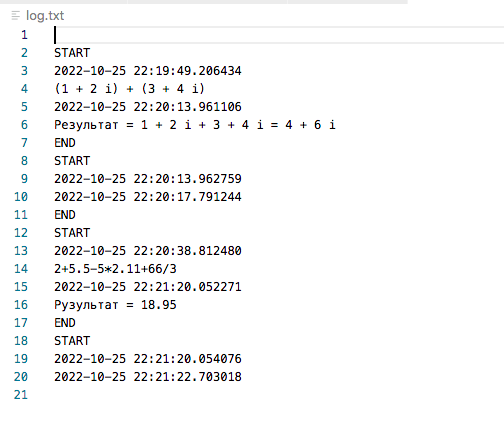 log.txt
1
2 START
3 2022-10-25 22:19:49.206434
4 (1 + 2 i) + (3 + 4 i)
5 2022-10-25 22:20:13.961106
6 Результат = 1 + 2 i + 3 + 4 i = 4 + 6 i
7 END
8 START
9 2022-10-25 22:20:13.962759
10 2022-10-25 22:20:17.791244
11 END
12 START
13 2022-10-25 22:20:38.812480
14 2+5.5-5*2.11+66/3
15 2022-10-25 22:21:20.052271
16 Рузультат = 18.95
17 END
18 START
19 2022-10-25 22:21:20.054076
20 2022-10-25 22:21:22.703018
21